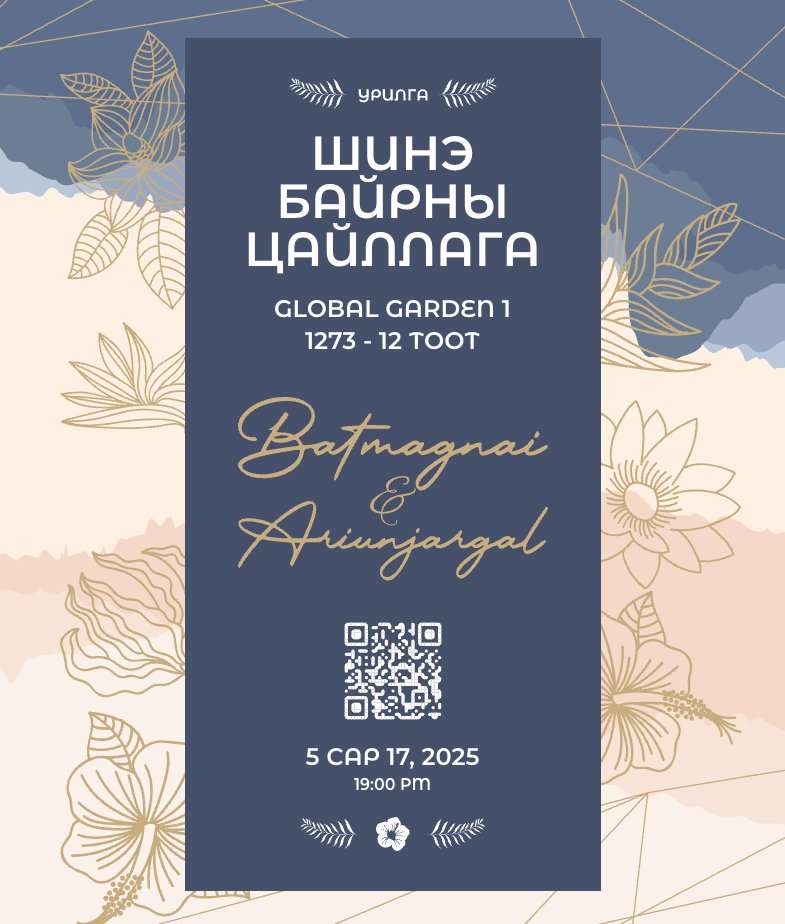 УРИЛГА
ШИНЭ
БАЙРНЫ
ЦАЙЛЛАГА
GLOBAL GARDEN 1
1273 - 12 ТООТ
Batmagnai
&
Ariunjargal
5 САР 17, 2025
19:00 PM